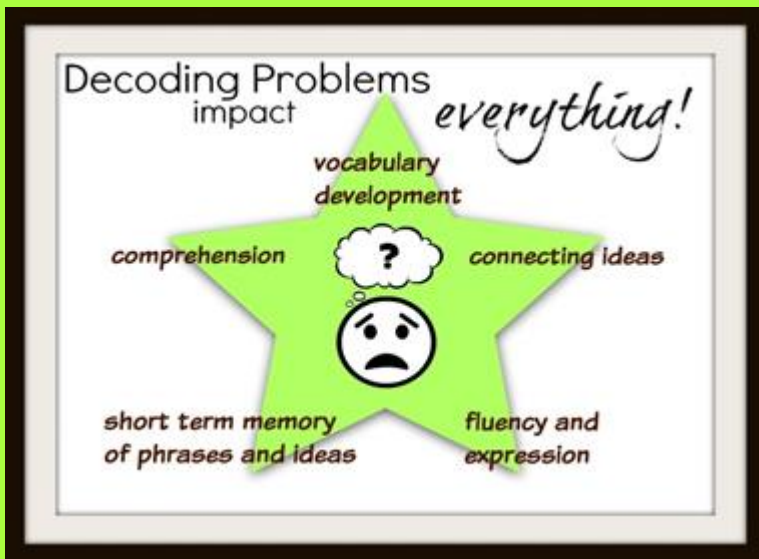 Decoding Problems
impact
everything!
vocabulary
development
comprehension
?
connecting ideas
short term memory
of phrases and ideas
fluency and
expression